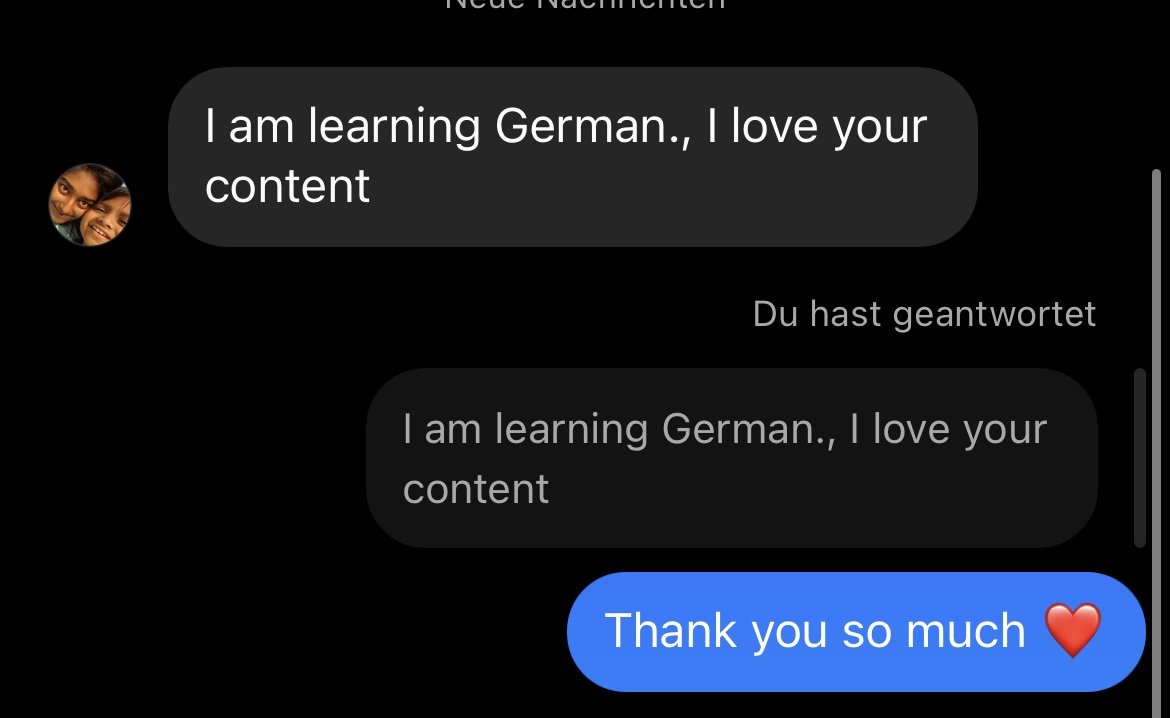 Neue Nachrichten
I am learning German., I love your
content
Du hast geantwortet
I am learning German., I love your
content
Thank you so much ❤️